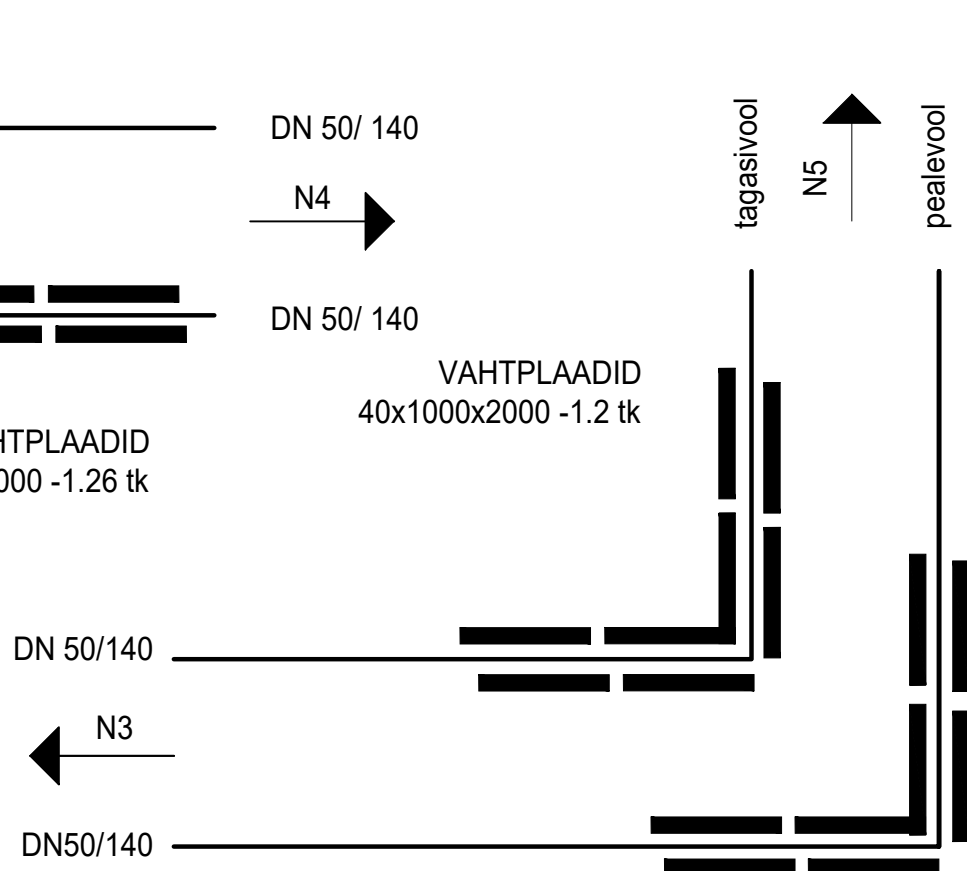 DN 50/ 140
N4
DN 50/ 140
tagasivool
N5
pealevool
VAHTPLAADID
40x1000x2000 -1.2 tk
HTPLAADID
000 -1.26 tk
DN 50/140
N3
DN50/140